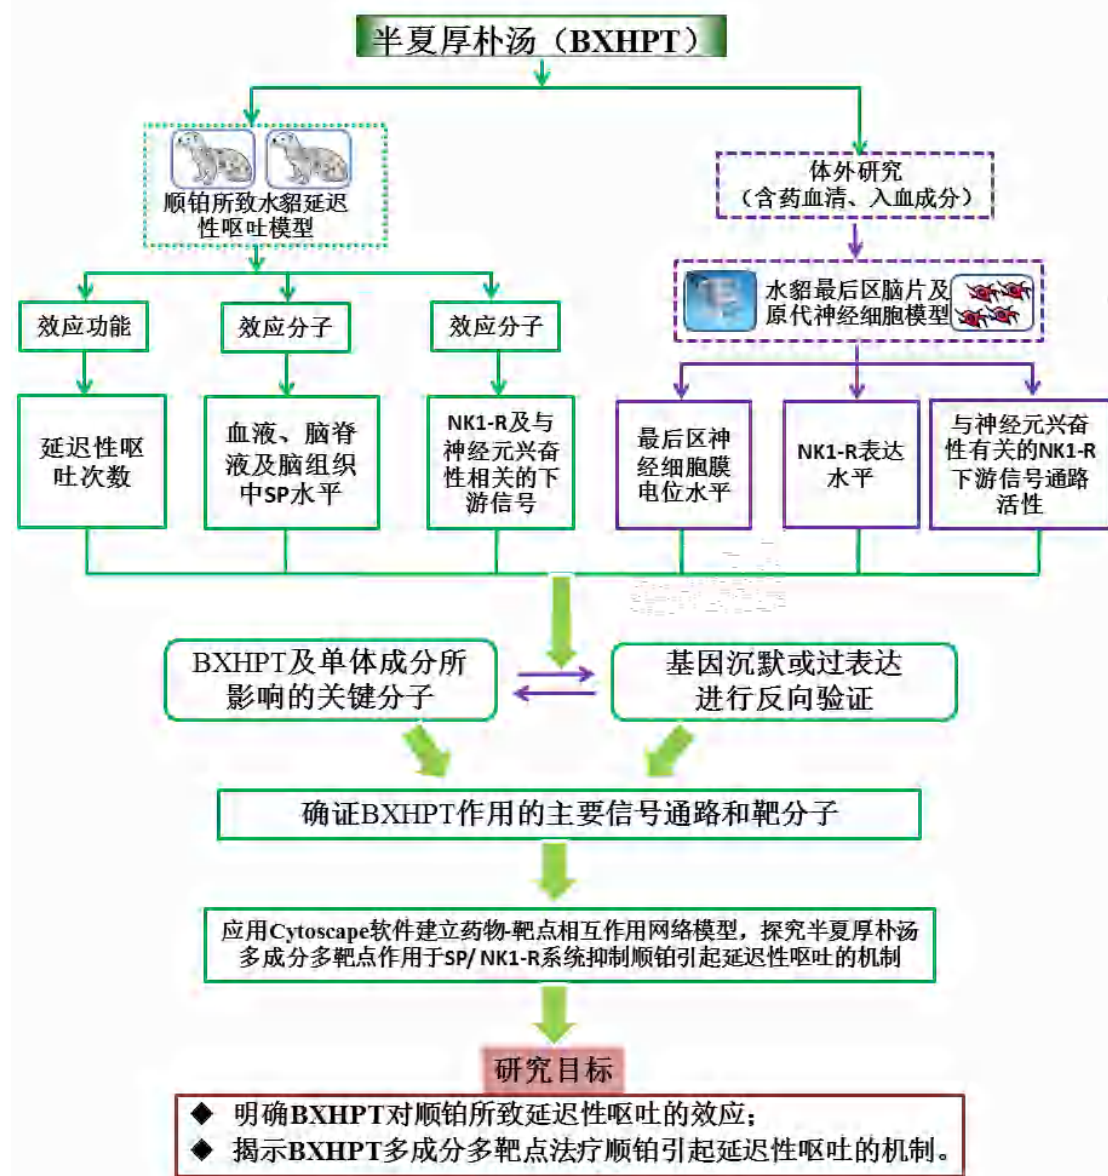 半夏厚朴汤（BXHPT）
顺铂所致水貂延迟
性呕吐模型
体外研究
（含药血清、入血成分）
水貂最后区脑片及
原代神经细胞模型
效应功能
效应分子
效应分子
延迟性呕
吐次数
血液、脑脊
液及脑组织
中SP水平
NK1-R及与
神经元兴奋
性相关的下
游信号
最后区神
经细胞膜
电位水平
NK1-R表达
水平
与神经元兴奋
性有关的NK1-R
下游信号通路
活性
BXHPT及单体成分所
影响的关键分子
基因沉默或过表达
进行反向验证
确证BXHPT作用的主要信号通路和靶分子
应用Cytoscape软件建立药物-靶点相互作用网络模型，探究半夏厚朴汤
多成分多靶点作用于SP/ NK1-R系统抑制顺铂引起延迟性呕吐的机制
研究目标
◆ 明确BXHPT对顺铂所致延迟性呕吐的效应；
◆ 揭示BXHPT多成分多靶点法疗顺铂引起延迟性呕吐的机制。